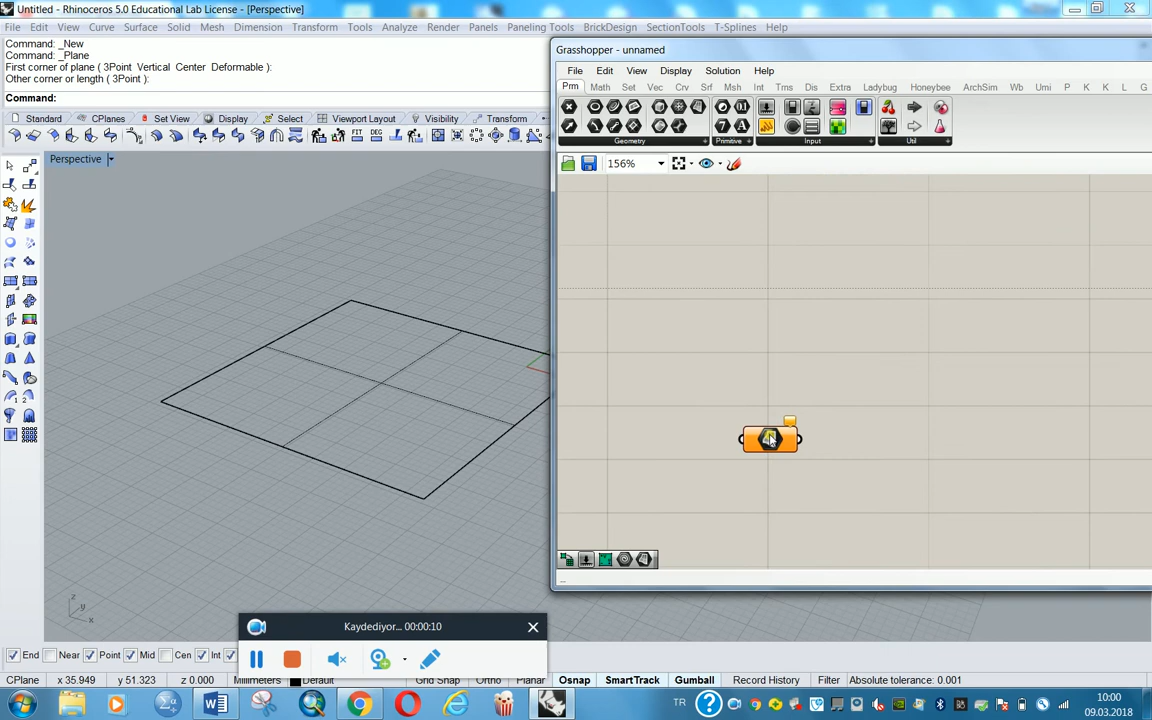 Untitled - Rhinoceros 5.0 Educational Lab License - [Perspective]
File Edit View Curve Surface Solid Mesh Dimension Transform Tools Analyze Render Panels Paneling Tools BrickDesign SectionTools T-Splines
Command: _New
Command: _Plane
First corner of plane ( 3Point Vertical Center Deformable ):
Other corner or length ( 3Point ):
Command:
Standard CPlanes Set View Display Select Viewport Layout Visibility Transform
FIT DEG
Perspective
Grasshopper - unnamed
File Edit View Display Solution Help
Prm Math Set Vec Crv Srf Msh Int Trns Dis Extra Ladybug Honeybee ArchSim Wb Umi P K K L G
Geometry Primitive Input Util
156%
z
y
x
Kaydediyor... 00:00:10
End Near Point Mid Cen Int
CPlane x 35.949 y 51.323 z 0.000 Millimeters Default Grid Snap Ortho Planar Osnap SmartTrack Gumball Record History Filter Absolute tolerance: 0.001
TR
10:00
09.03.2018